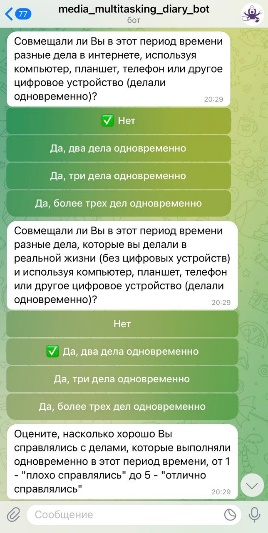 77
media_multitasking_diary_bot
бот
Совмещали ли Вы в этот период времени
разные дела в интернете, используя
компьютер, планшет, телефон или другое
цифровое устройство (делали
одновременно)?
20:29
✅ Нет
Да, два дела одновременно
Да, три дела одновременно
Да, более трех дел одновременно
Совмещали ли Вы в этот период времени
разные дела, которые вы делали в
реальной жизни (без цифровых устройств)
и используя компьютер, планшет, телефон
или другое цифровое устройство (делали
одновременно)?
20:29
Нет
✅ Да, два дела одновременно
Да, три дела одновременно
Да, более трех дел одновременно
Оцените, насколько хорошо Вы
справлялись с делами, которые выполняли
одновременно в этот период времени, от 1
- "плохо справлялись" до 5 - "отлично
справлялись"
20:29
Сообщение